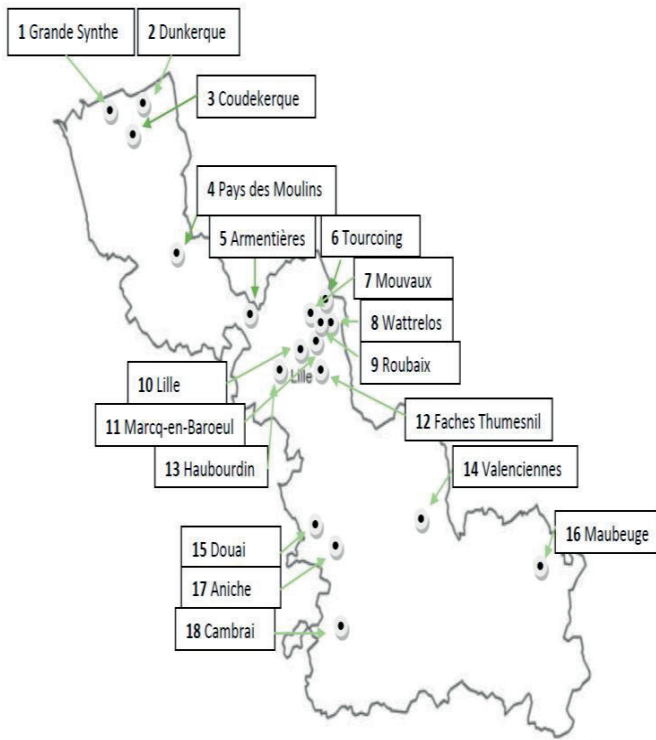 1 Grande Synthe
2 Dunkerque
3 Coudekerque
4 Pays des Moulins
5 Armentières
6 Tourcoing
7 Mouvaux
8 Wattrelos
9 Roubaix
10 Lille
Lille
11 Marcq-en-Baroeul
12 Faches Thumesnil
13 Haubourdin
14 Valenciennes
15 Douai
16 Maubeuge
17 Aniche
18 Cambrai